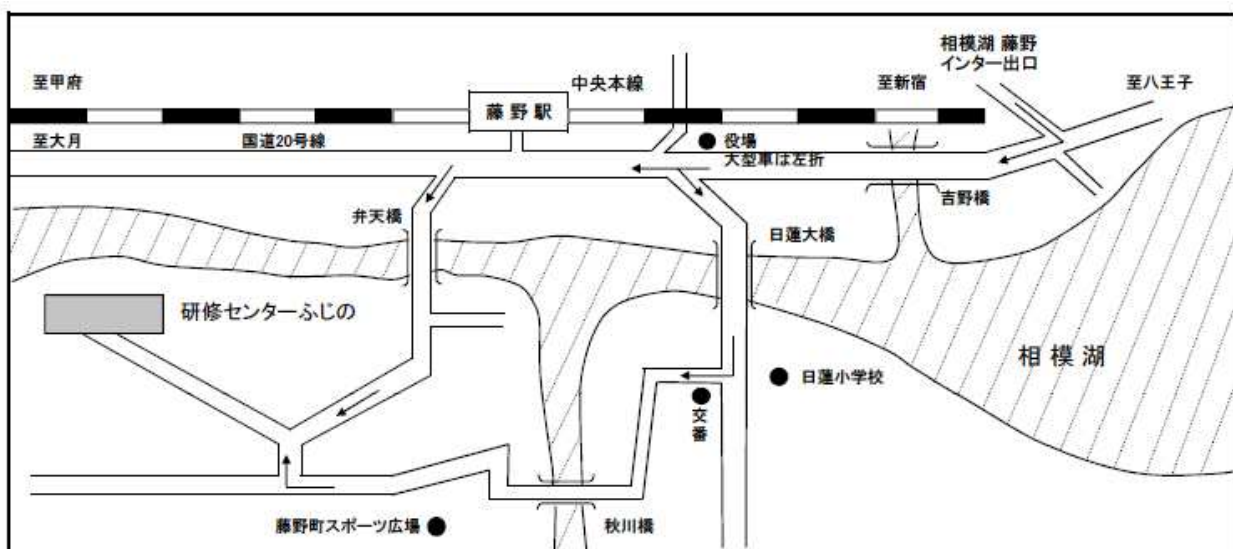 相模湖 藤野
インター出口
至甲府
中央本線
至新宿
至八王子
藤野駅
至大月
国道20号線
役場
大型車は左折
吉野橋
弁天橋
日蓮大橋
研修センターふじの
相模湖
日蓮小学校
交番
藤野町スポーツ広場
秋川橋